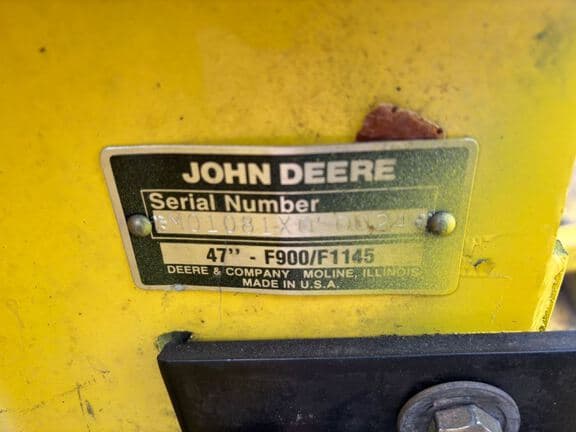 JOHN DEERE
Serial Number
47" - F900/F1145
DEERE & COMPANY MOLINE, ILLINOIS
MADE IN U.S.A.